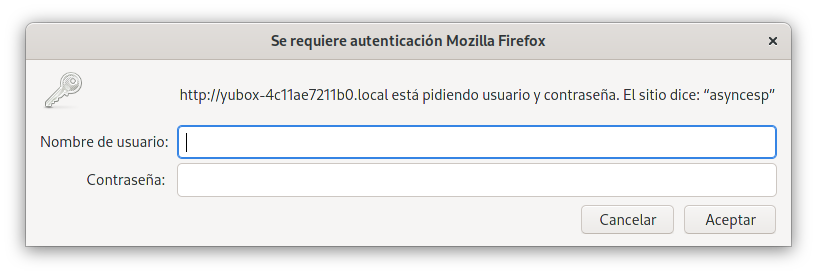 Se requiere autenticación Mozilla Firefox
http://yubox-4c11ae7211b0.local está pidiendo usuario y contraseña. El sitio dice: “asyncesp”
Nombre de usuario:
Contraseña:
Cancelar Aceptar